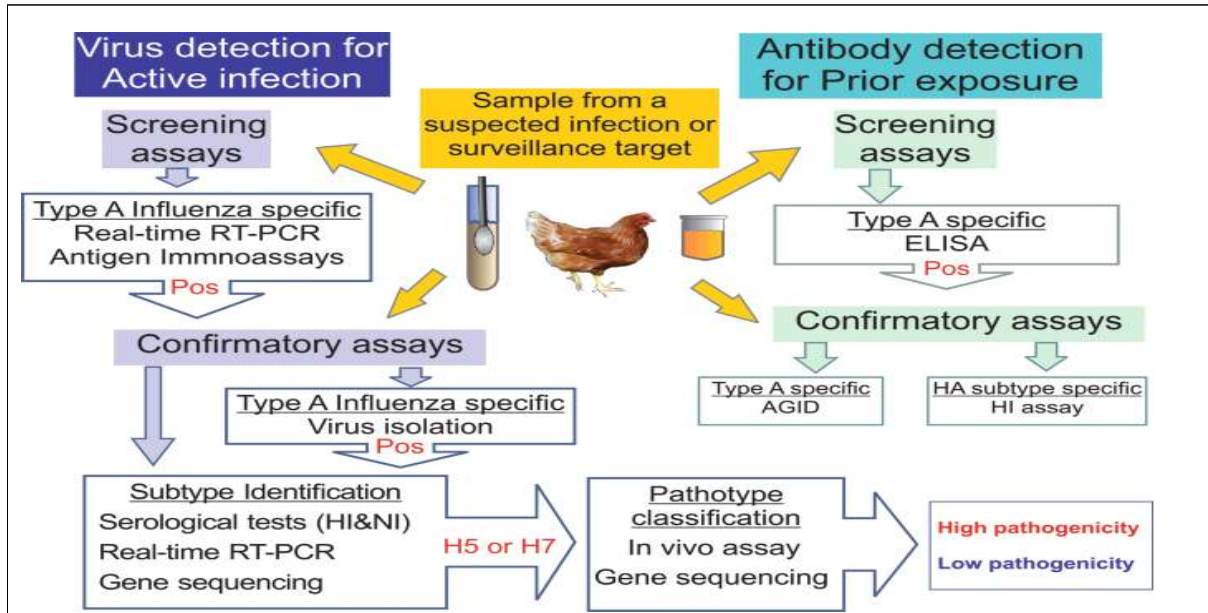 Virus detection for
Active infection
Antibody detection
for Prior exposure
Sample from a
suspected infection or
surveillance target
Screening
assays
Screening
assays
Type A Influenza specific
Real-time RT-PCR
Antigen Immnoassays
Pos
Type A specific
ELISA
Pos
Confirmatory assays
Confirmatory assays
Type A Influenza specific
Virus isolation
Pos
Type A specific
AGID
HA subtype specific
HI assay
Subtype Identification
Serological tests (HI&NI)
Real-time RT-PCR
Gene sequencing
H5 or H7
Pathotype
classification
In vivo assay
Gene sequencing
High pathogenicity
Low pathogenicity